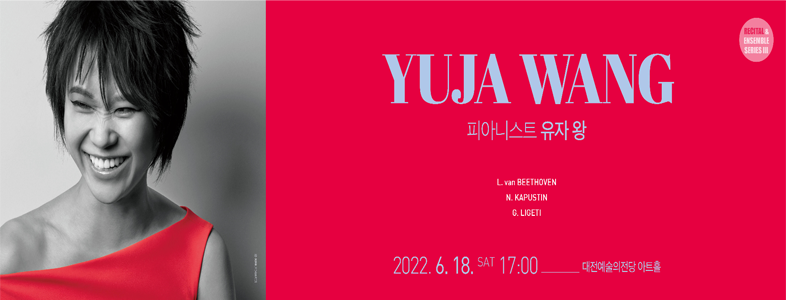 RECITAL &
ENSEMBLE
SERIES III
YUJA WANG
피아니스트 유자 왕
L. van BEETHOVEN
N. KAPUSTIN
G. LIGETI
2022. 6. 18. SAT 17:00 대전예술의전당 아트홀